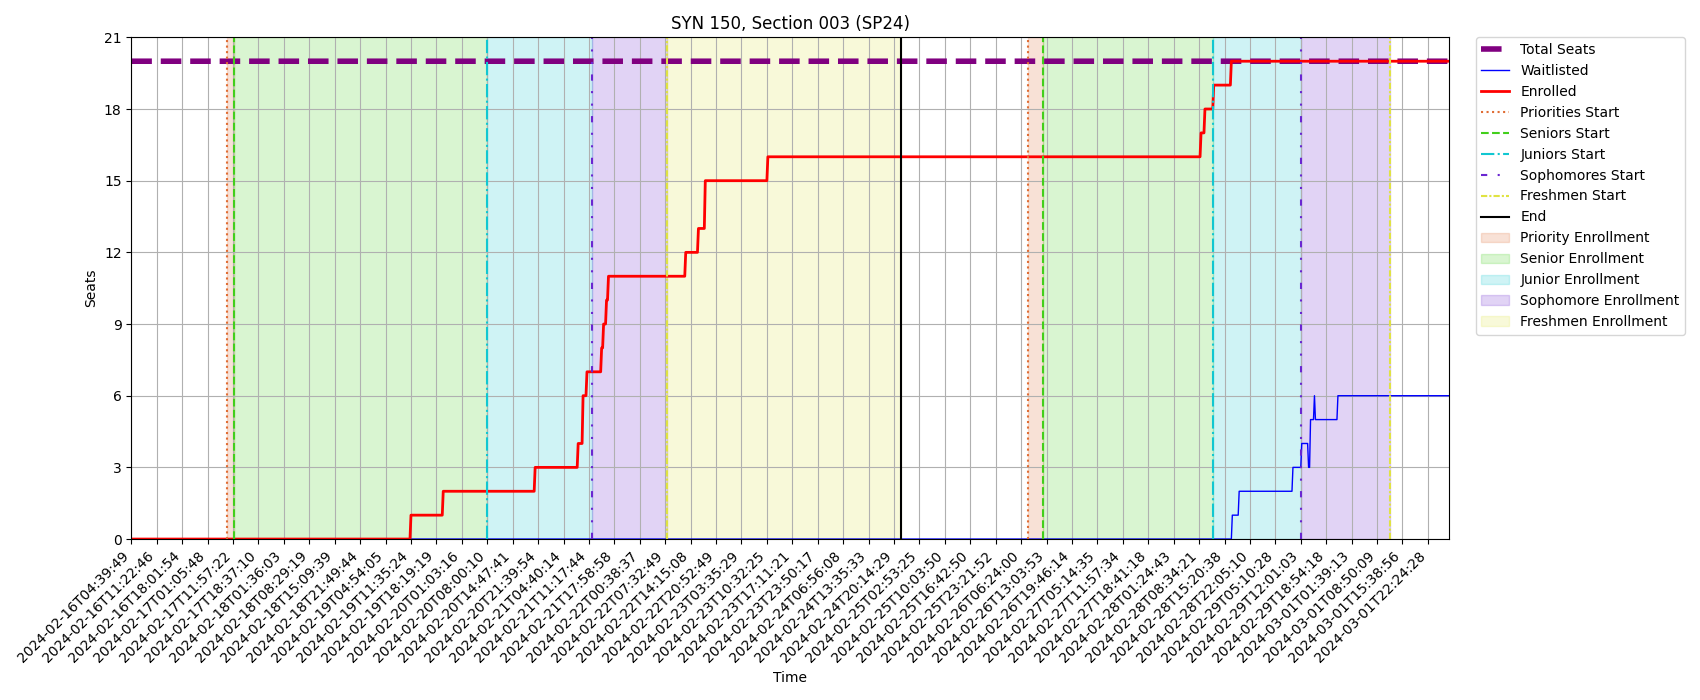 SYN 150, Section 003 (SP24)
Seats
21
18
15
12
9
6
3
0
2024-02-16T04:39:49
2024-02-16T11:22:46
2024-02-16T18:01:54
2024-02-17T01:05:48
2024-02-17T11:57:22
2024-02-17T18:37:10
2024-02-18T01:36:03
2024-02-18T08:29:19
2024-02-18T15:09:39
2024-02-18T21:49:44
2024-02-19T04:54:05
2024-02-19T11:35:24
2024-02-19T18:19:19
2024-02-20T01:03:16
2024-02-20T08:00:10
2024-02-20T14:47:41
2024-02-20T21:39:54
2024-02-21T04:40:14
2024-02-21T11:17:44
2024-02-21T17:58:58
2024-02-22T00:38:37
2024-02-22T07:32:49
2024-02-22T14:15:08
2024-02-22T20:52:49
2024-02-23T03:35:29
2024-02-23T10:32:25
2024-02-23T17:11:21
2024-02-23T23:50:17
2024-02-24T06:56:08
2024-02-24T13:35:33
2024-02-24T20:14:29
2024-02-25T02:53:25
2024-02-25T10:03:50
2024-02-25T16:42:50
2024-02-25T23:21:52
2024-02-26T06:24:00
2024-02-26T13:03:53
2024-02-26T19:46:14
2024-02-27T05:14:35
2024-02-27T11:57:34
2024-02-27T18:41:18
2024-02-28T01:24:43
2024-02-28T08:34:21
2024-02-28T15:20:38
2024-02-28T22:05:10
2024-02-29T05:10:28
2024-02-29T12:01:03
2024-02-29T18:54:18
2024-03-01T01:39:13
2024-03-01T08:50:09
2024-03-01T15:38:56
2024-03-01T22:24:28
Time
Total Seats
Waitlisted
Enrolled
Priorities Start
Seniors Start
Juniors Start
Sophomores Start
Freshmen Start
End
Priority Enrollment
Senior Enrollment
Junior Enrollment
Sophomore Enrollment
Freshmen Enrollment